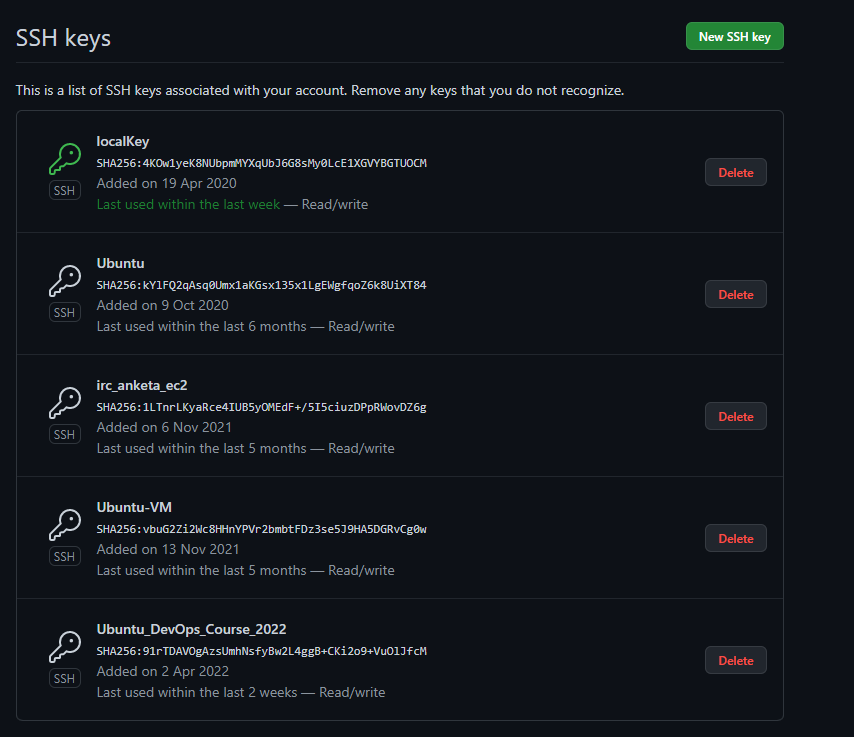 SSH keys
New SSH key
This is a list of SSH keys associated with your account. Remove any keys that you do not recognize.
localKey
SHA256:4KOw1yeK8NUbpmMYXqUbJ6G8sMy0LcE1XGVYBGTUOCM
SSH
Added on 19 Apr 2020
Last used within the last week — Read/write
Delete
Ubuntu
SHA256:kYlFQ2qAsq0Umx1aKGsx135x1LgEWgfqoZ6k8UiXT84
SSH
Added on 9 Oct 2020
Last used within the last 6 months — Read/write
Delete
irc_anketa_ec2
SHA256:1LTnrLKyaRce4IUB5yOMEdF+/5I5ciuzDPpRWovDZ6g
SSH
Added on 6 Nov 2021
Last used within the last 5 months — Read/write
Delete
Ubuntu-VM
SHA256:vbuG2Zi2Wc8HHnYPVr2bmbtFDz3se5J9HA5DGRvCg0w
SSH
Added on 13 Nov 2021
Last used within the last 5 months — Read/write
Delete
Ubuntu_DevOps_Course_2022
SHA256:91rTDAVOgAzsUmhNsfyBw2L4ggB+CKi2o9+VuOlJfcM
SSH
Added on 2 Apr 2022
Last used within the last 2 weeks — Read/write
Delete